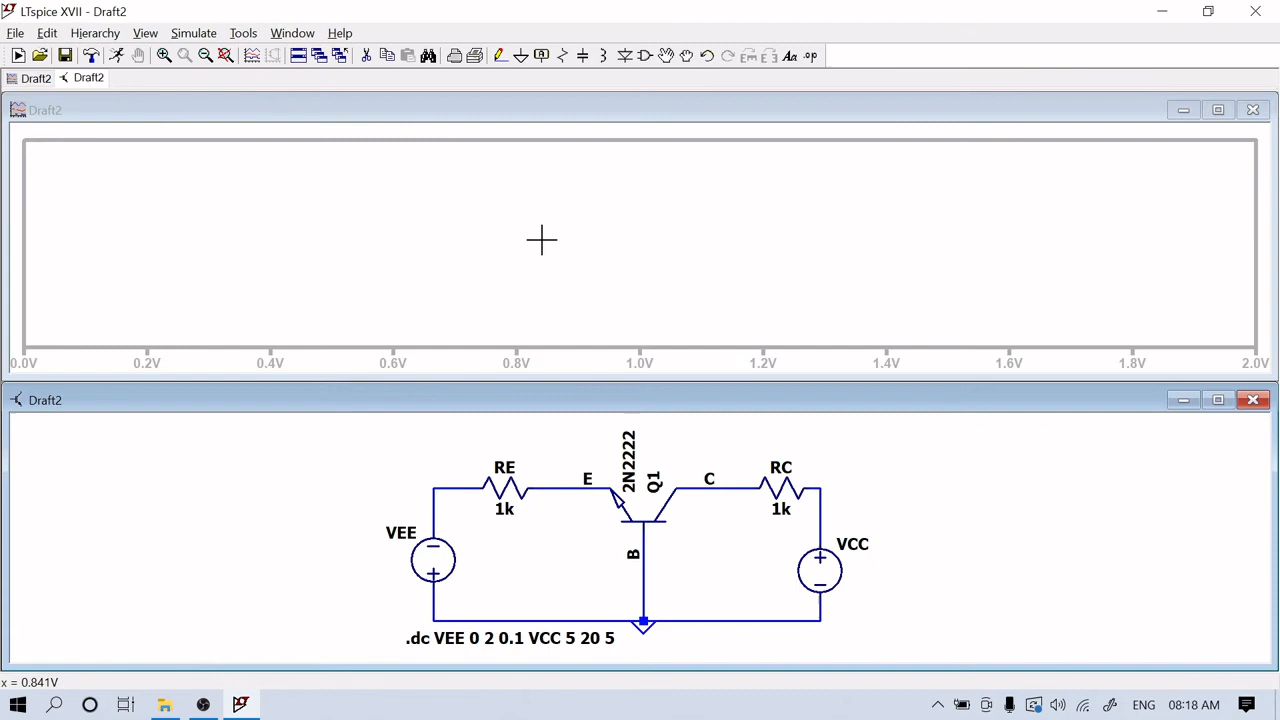 LTspice XVII - Draft2
File Edit Hierarchy View Simulate Tools Window Help
Draft2 Draft2
Draft2
0.0V 0.2V 0.4V 0.6V 0.8V 1.0V 1.2V 1.4V 1.6V 1.8V 2.0V
Draft2
RE
1k
E
2N2222
Q1
C
RC
1k
VEE
B
VCC
.dc VEE 0 2 0.1 VCC 5 20 5
x = 0.841V
ENG 08:18 AM